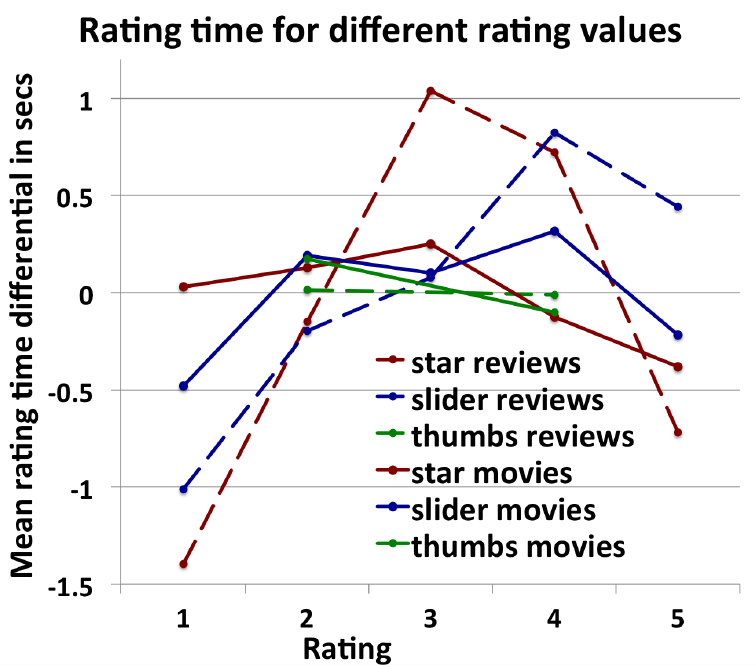 Rating time for different rating values
Mean rating time differential in secs
1
0.5
0
-0.5
-1
-1.5
star reviews
slider reviews
thumbs reviews
star movies
slider movies
thumbs movies
1 2 3 4 5
Rating